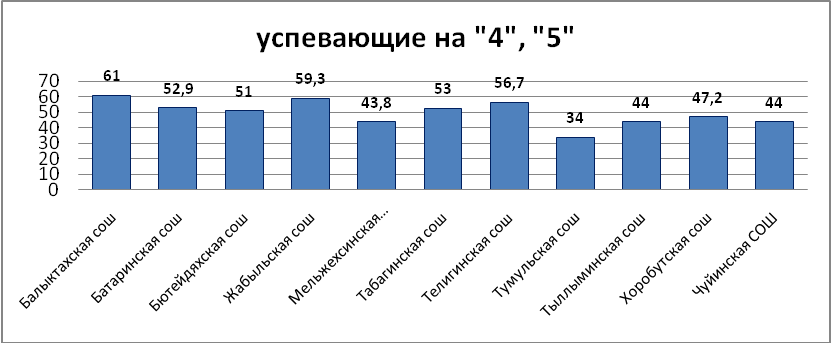 успевающие на "4", "5"
70
60
50
40
30
20
10
0
61
52,9
51
59,3
43,8
53
56,7
34
44
47,2
44
Балыктахская сош
Батаринская сош
Бютейдяхская сош
Жабыльская сош
Мельжехсинская...
Табагинская сош
Телигинская сош
Тумульская сош
Тыллыминская сош
Хоробутская сош
Чуйинская СОШ